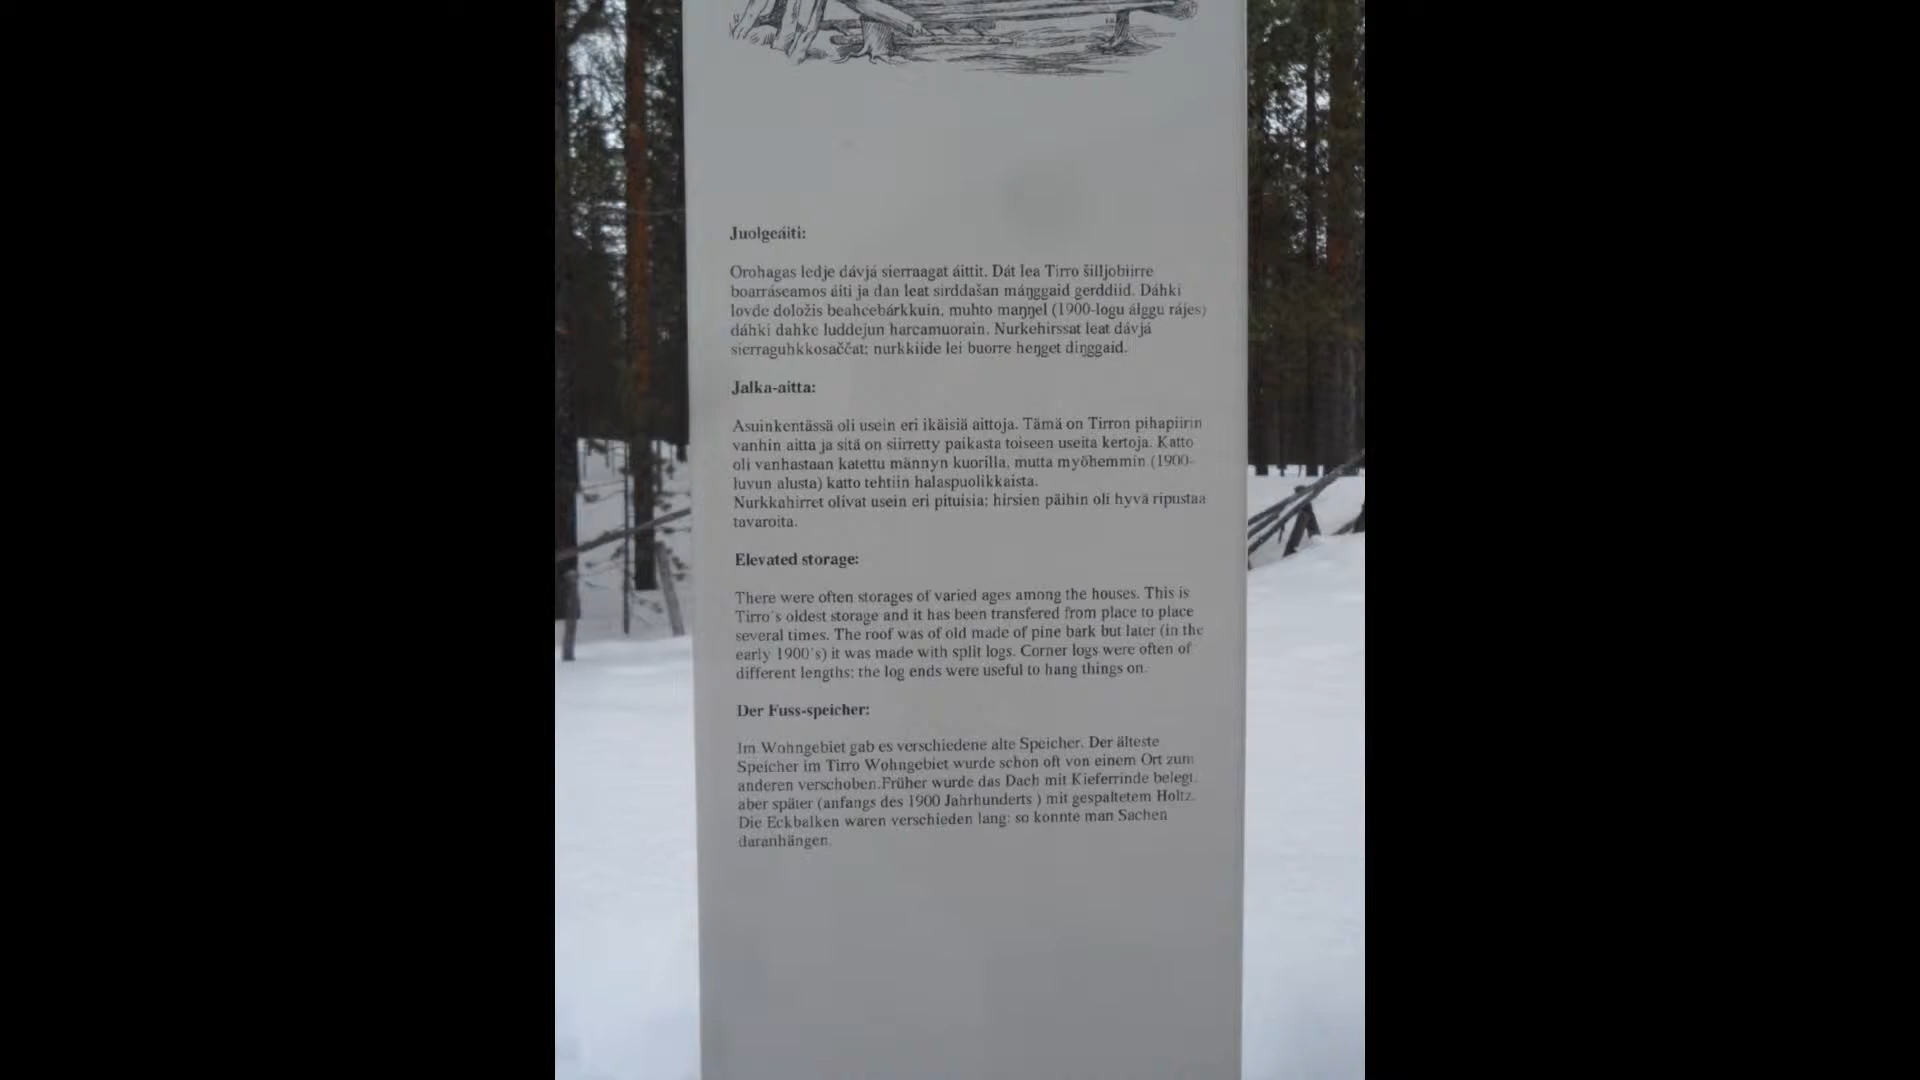 Juolgeáiti:
Orohagas ledje dávjá sierraagat áittit. Dát lea Tirro šilljobiirre
boarráseamos áiti ja dan leat sirddašan máŋggaid gerddiid. Dáhki
lovde doložis beahcebárkkuin, muhto maŋŋel (1900-logu álggu rájes)
dáhki dahke luddejun harcamuorain. Nurkehirssat leat dávjá
sierraguhkkosaččat; nurkkiide lei buorre heŋget diŋggaid.
Jalka-aitta:
Asuinkentässä oli usein eri ikäisiä aittoja. Tämä on Tirron pihapiirin
vanhin aitta ja sitä on siirretty paikasta toiseen useita kertoja. Katto
oli vanhastaan katettu männyn kuorilla, mutta myöhemmin (1900-
luvun alusta) katto tehtiin halaspuolikkaista.
Nurkkahirret olivat usein eri pituisia; hirsien päihin oli hyvä ripustaa
tavaroita.
Elevated storage:
There were often storages of varied ages among the houses. This is
Tirro´s oldest storage and it has been transfered from place to place
several times. The roof was of old made of pine bark but later (in the
early 1900´s) it was made with split logs. Corner logs were often of
different lengths; the log ends were useful to hang things on.
Der Fuss-speicher:
Im Wohngebiet gab es verschiedene alte Speicher. Der älteste
Speicher im Tirro Wohngebiet wurde schon oft von einem Ort zum
anderen verschoben.Früher wurde das Dach mit Kieferrinde belegt,
aber später (anfangs des 1900 Jahrhunderts ) mit gespaltetem Holtz.
Die Eckbalken waren verschieden lang; so konnte man Sachen
daranhängen.